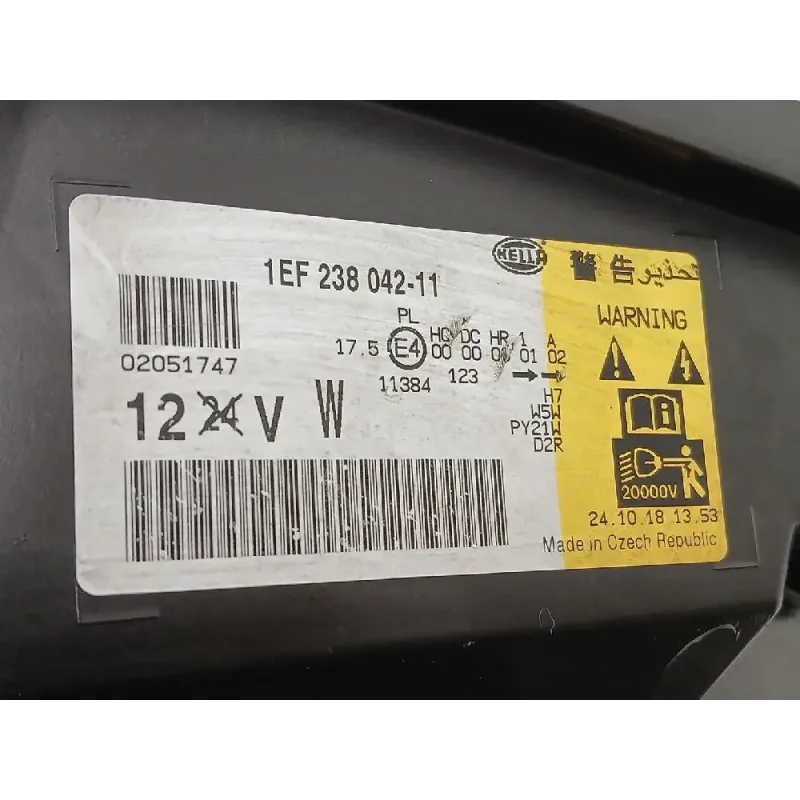 1EF 238 042-11
HELLA
警告 تحذير
02051747
PL
HC DC HR 1 A
17.5 E4 00 00 01 02
11384 123
12 24 V W
H7
W5W
PY21W
D2R
WARNING
i
20000V
24.10.18 13.53
Made in Czech Republic